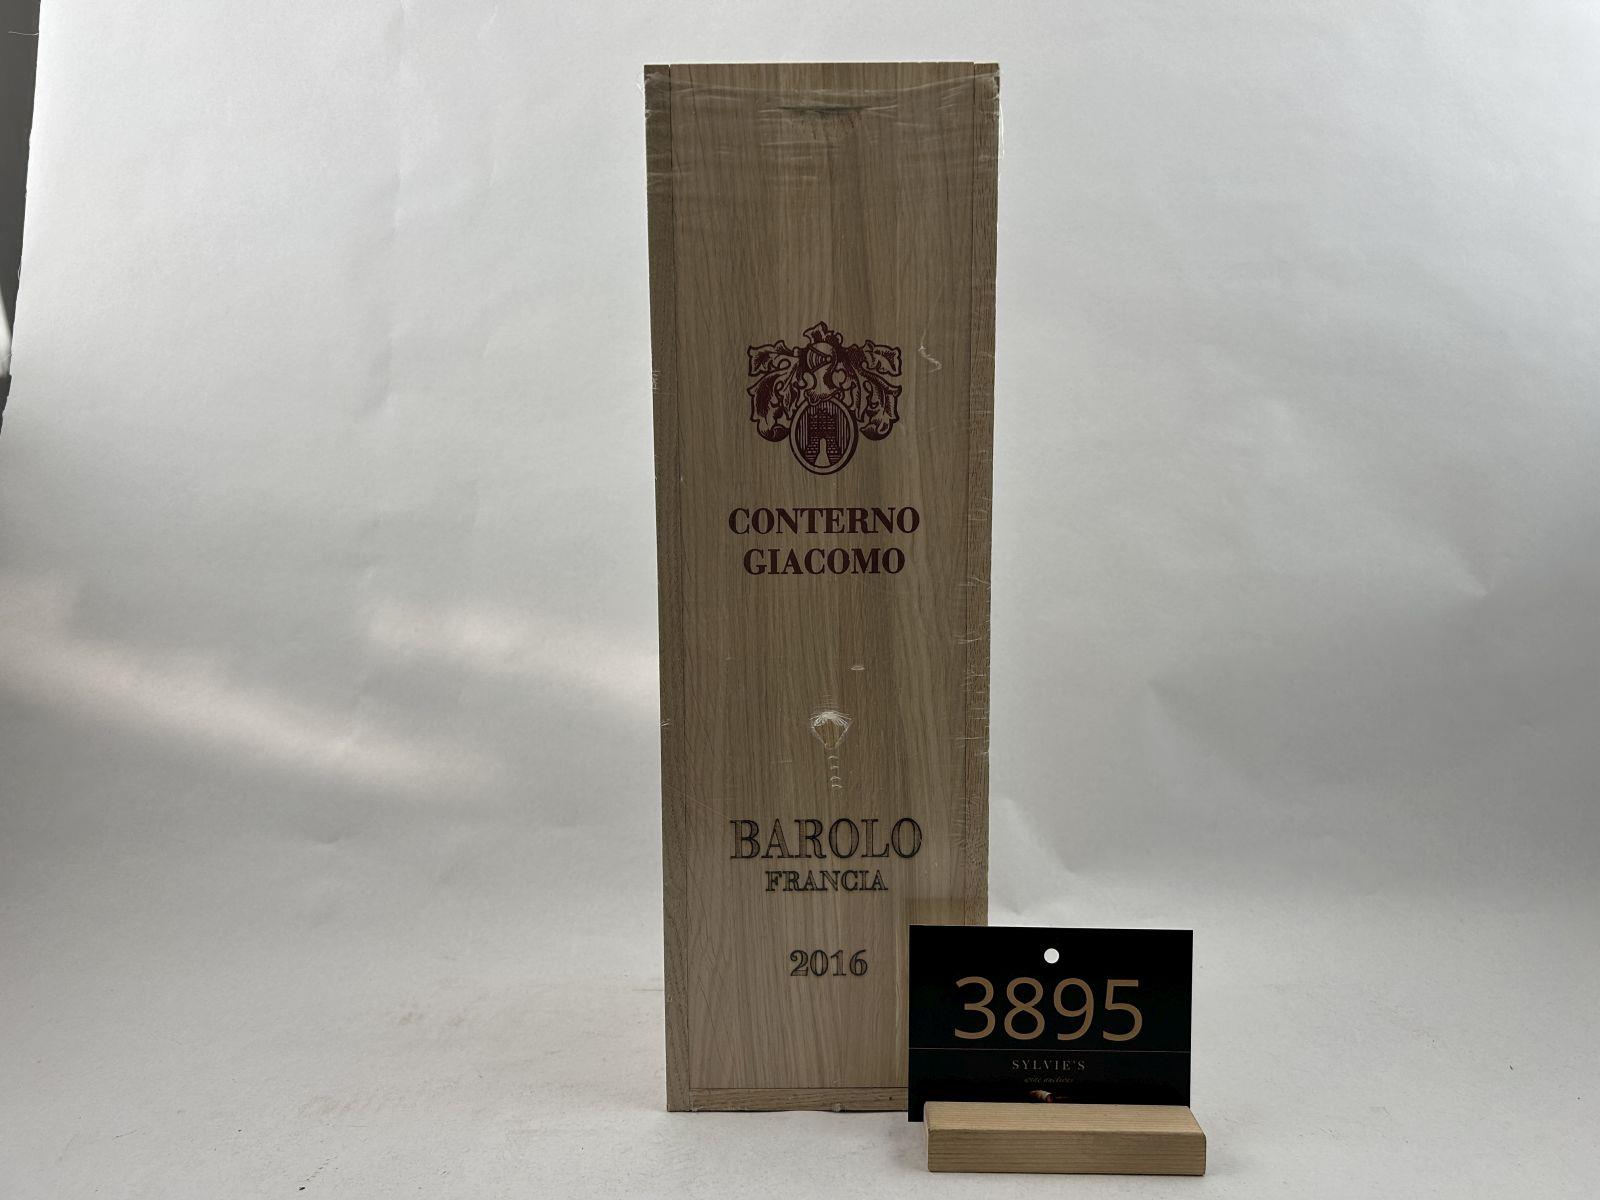 CONTERNO
GIACOMO
BAROLO
FRANCIA
2016
3895
SYLVIE'S
wine auctions